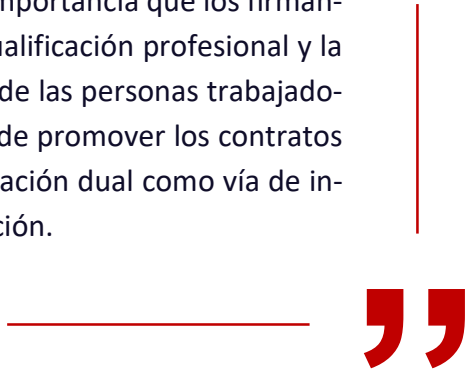 importancia que los firman-
ualificación profesional y la
de las personas trabajado-
de promover los contratos
ación dual como vía de in-
ción.
”